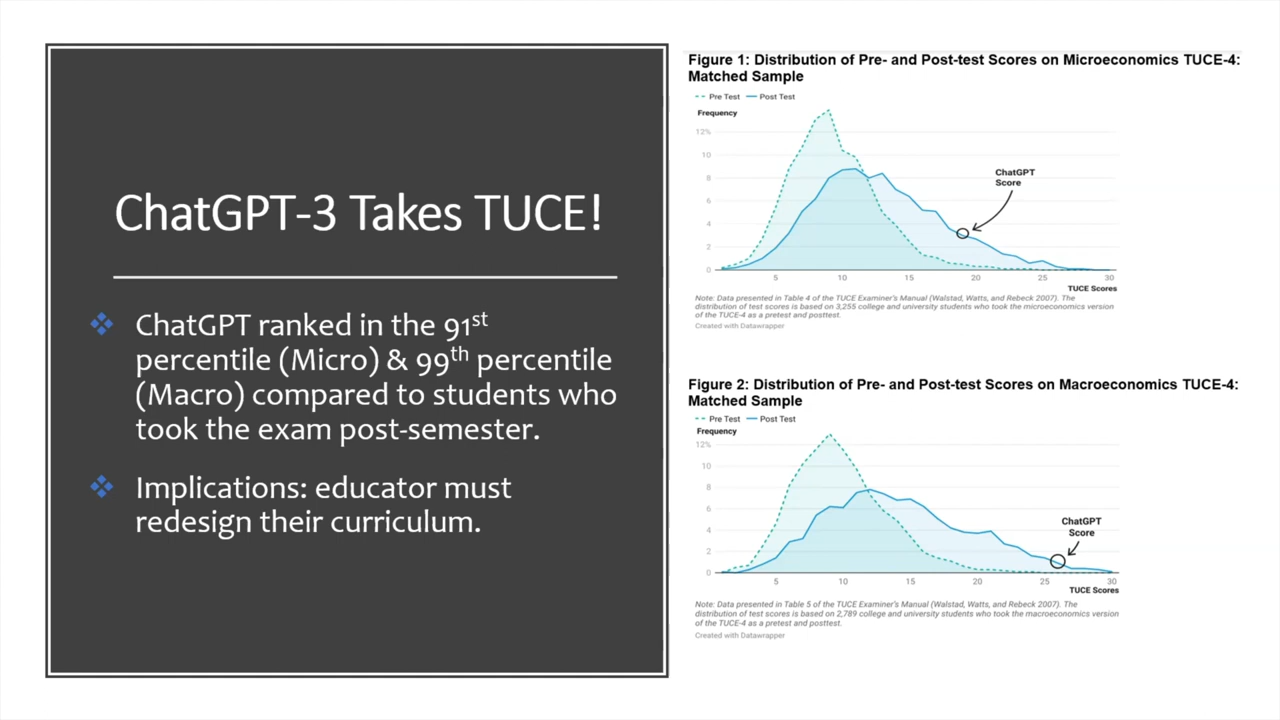 ChatGPT-3 Takes TUCE!
ChatGPT ranked in the 91st
percentile (Micro) & 99th percentile
(Macro) compared to students who
took the exam post-semester.
Implications: educator must
redesign their curriculum.
Figure 1: Distribution of Pre- and Post-test Scores on Microeconomics TUCE-4:
Matched Sample
Pre Test Post Test
Frequency
12%
10
8
6
4
2
0
ChatGPT
Score
5 10 15 20 25 30
TUCE Scores
Note: Data presented in Table 4 of the TUCE Examiner's Manual (Walstad, Watts, and Rebeck 2007). The
distribution of test scores is based on 3,255 college and university students who took the microeconomics version
of the TUCE-4 as a pretest and posttest.
Created with Datawrapper
Figure 2: Distribution of Pre- and Post-test Scores on Macroeconomics TUCE-4:
Matched Sample
Pre Test Post Test
Frequency
12%
10
8
6
4
2
0
ChatGPT
Score
5 10 15 20 25 30
TUCE Scores
Note: Data presented in Table 5 of the TUCE Examiner's Manual (Walstad, Watts, and Rebeck 2007). The
distribution of test scores is based on 2,789 college and university students who took the macroeconomics version
of the TUCE-4 as a pretest and posttest.
Created with Datawrapper